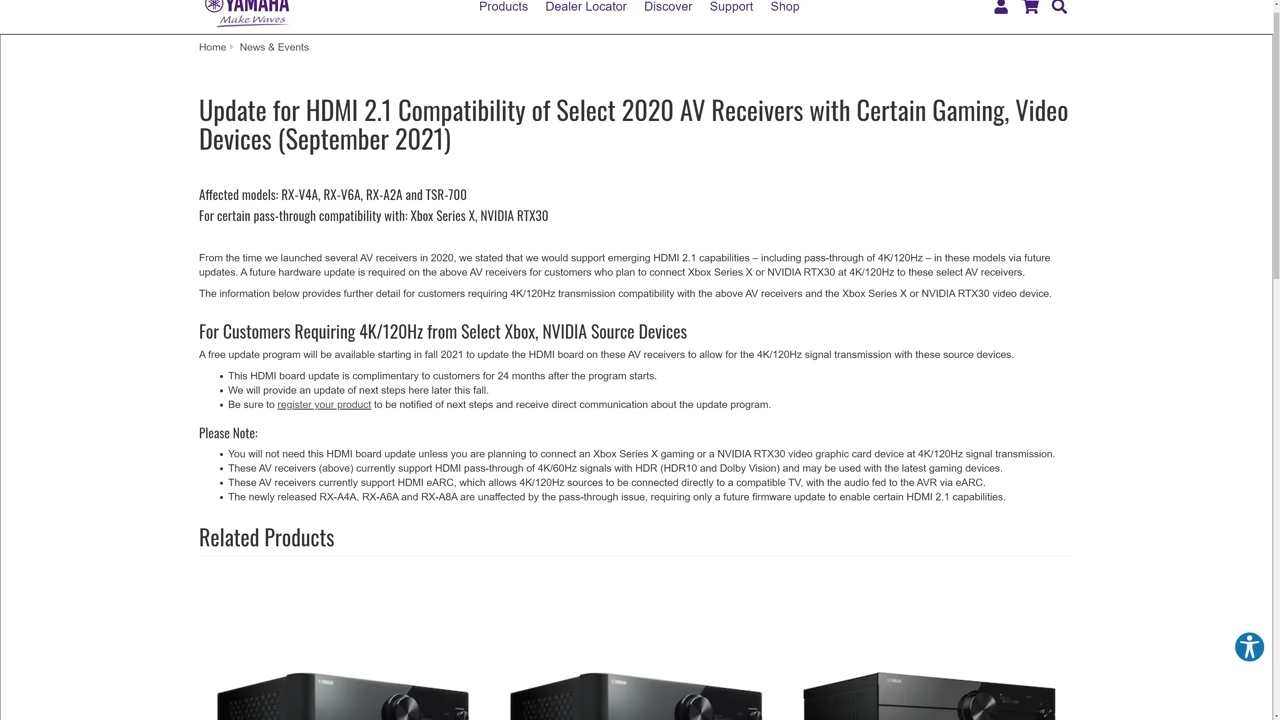 YAMAHA
Make Waves
Products Dealer Locator Discover Support Shop
Home News & Events
Update for HDMI 2.1 Compatibility of Select 2020 AV Receivers with Certain Gaming, Video
Devices (September 2021)
Affected models: RX-V4A, RX-V6A, RX-A2A and TSR-700
For certain pass-through compatibility with: Xbox Series X, NVIDIA RTX30
From the time we launched several AV receivers in 2020, we stated that we would support emerging HDMI 2.1 capabilities – including pass-through of 4K/120Hz – in these models via future
updates. A future hardware update is required on the above AV receivers for customers who plan to connect Xbox Series X or NVIDIA RTX30 at 4K/120Hz to these select AV receivers.
The information below provides further detail for customers requiring 4K/120Hz transmission compatibility with the above AV receivers and the Xbox Series X or NVIDIA RTX30 video device.
For Customers Requiring 4K/120Hz from Select Xbox, NVIDIA Source Devices
A free update program will be available starting in fall 2021 to update the HDMI board on these AV receivers to allow for the 4K/120Hz signal transmission with these source devices.
• This HDMI board update is complimentary to customers for 24 months after the program starts.
• We will provide an update of next steps here later this fall.
• Be sure to register your product to be notified of next steps and receive direct communication about the update program.
Please Note:
• You will not need this HDMI board update unless you are planning to connect an Xbox Series X gaming or a NVIDIA RTX30 video graphic card device at 4K/120Hz signal transmission.
• These AV receivers (above) currently support HDMI pass-through of 4K/60Hz signals with HDR (HDR10 and Dolby Vision) and may be used with the latest gaming devices.
• These AV receivers currently support HDMI eARC, which allows 4K/120Hz sources to be connected directly to a compatible TV, with the audio fed to the AVR via eARC.
• The newly released RX-A4A, RX-A6A and RX-A8A are unaffected by the pass-through issue, requiring only a future firmware update to enable certain HDMI 2.1 capabilities.
Related Products
YAMAHA YAMAHA YAMAHA